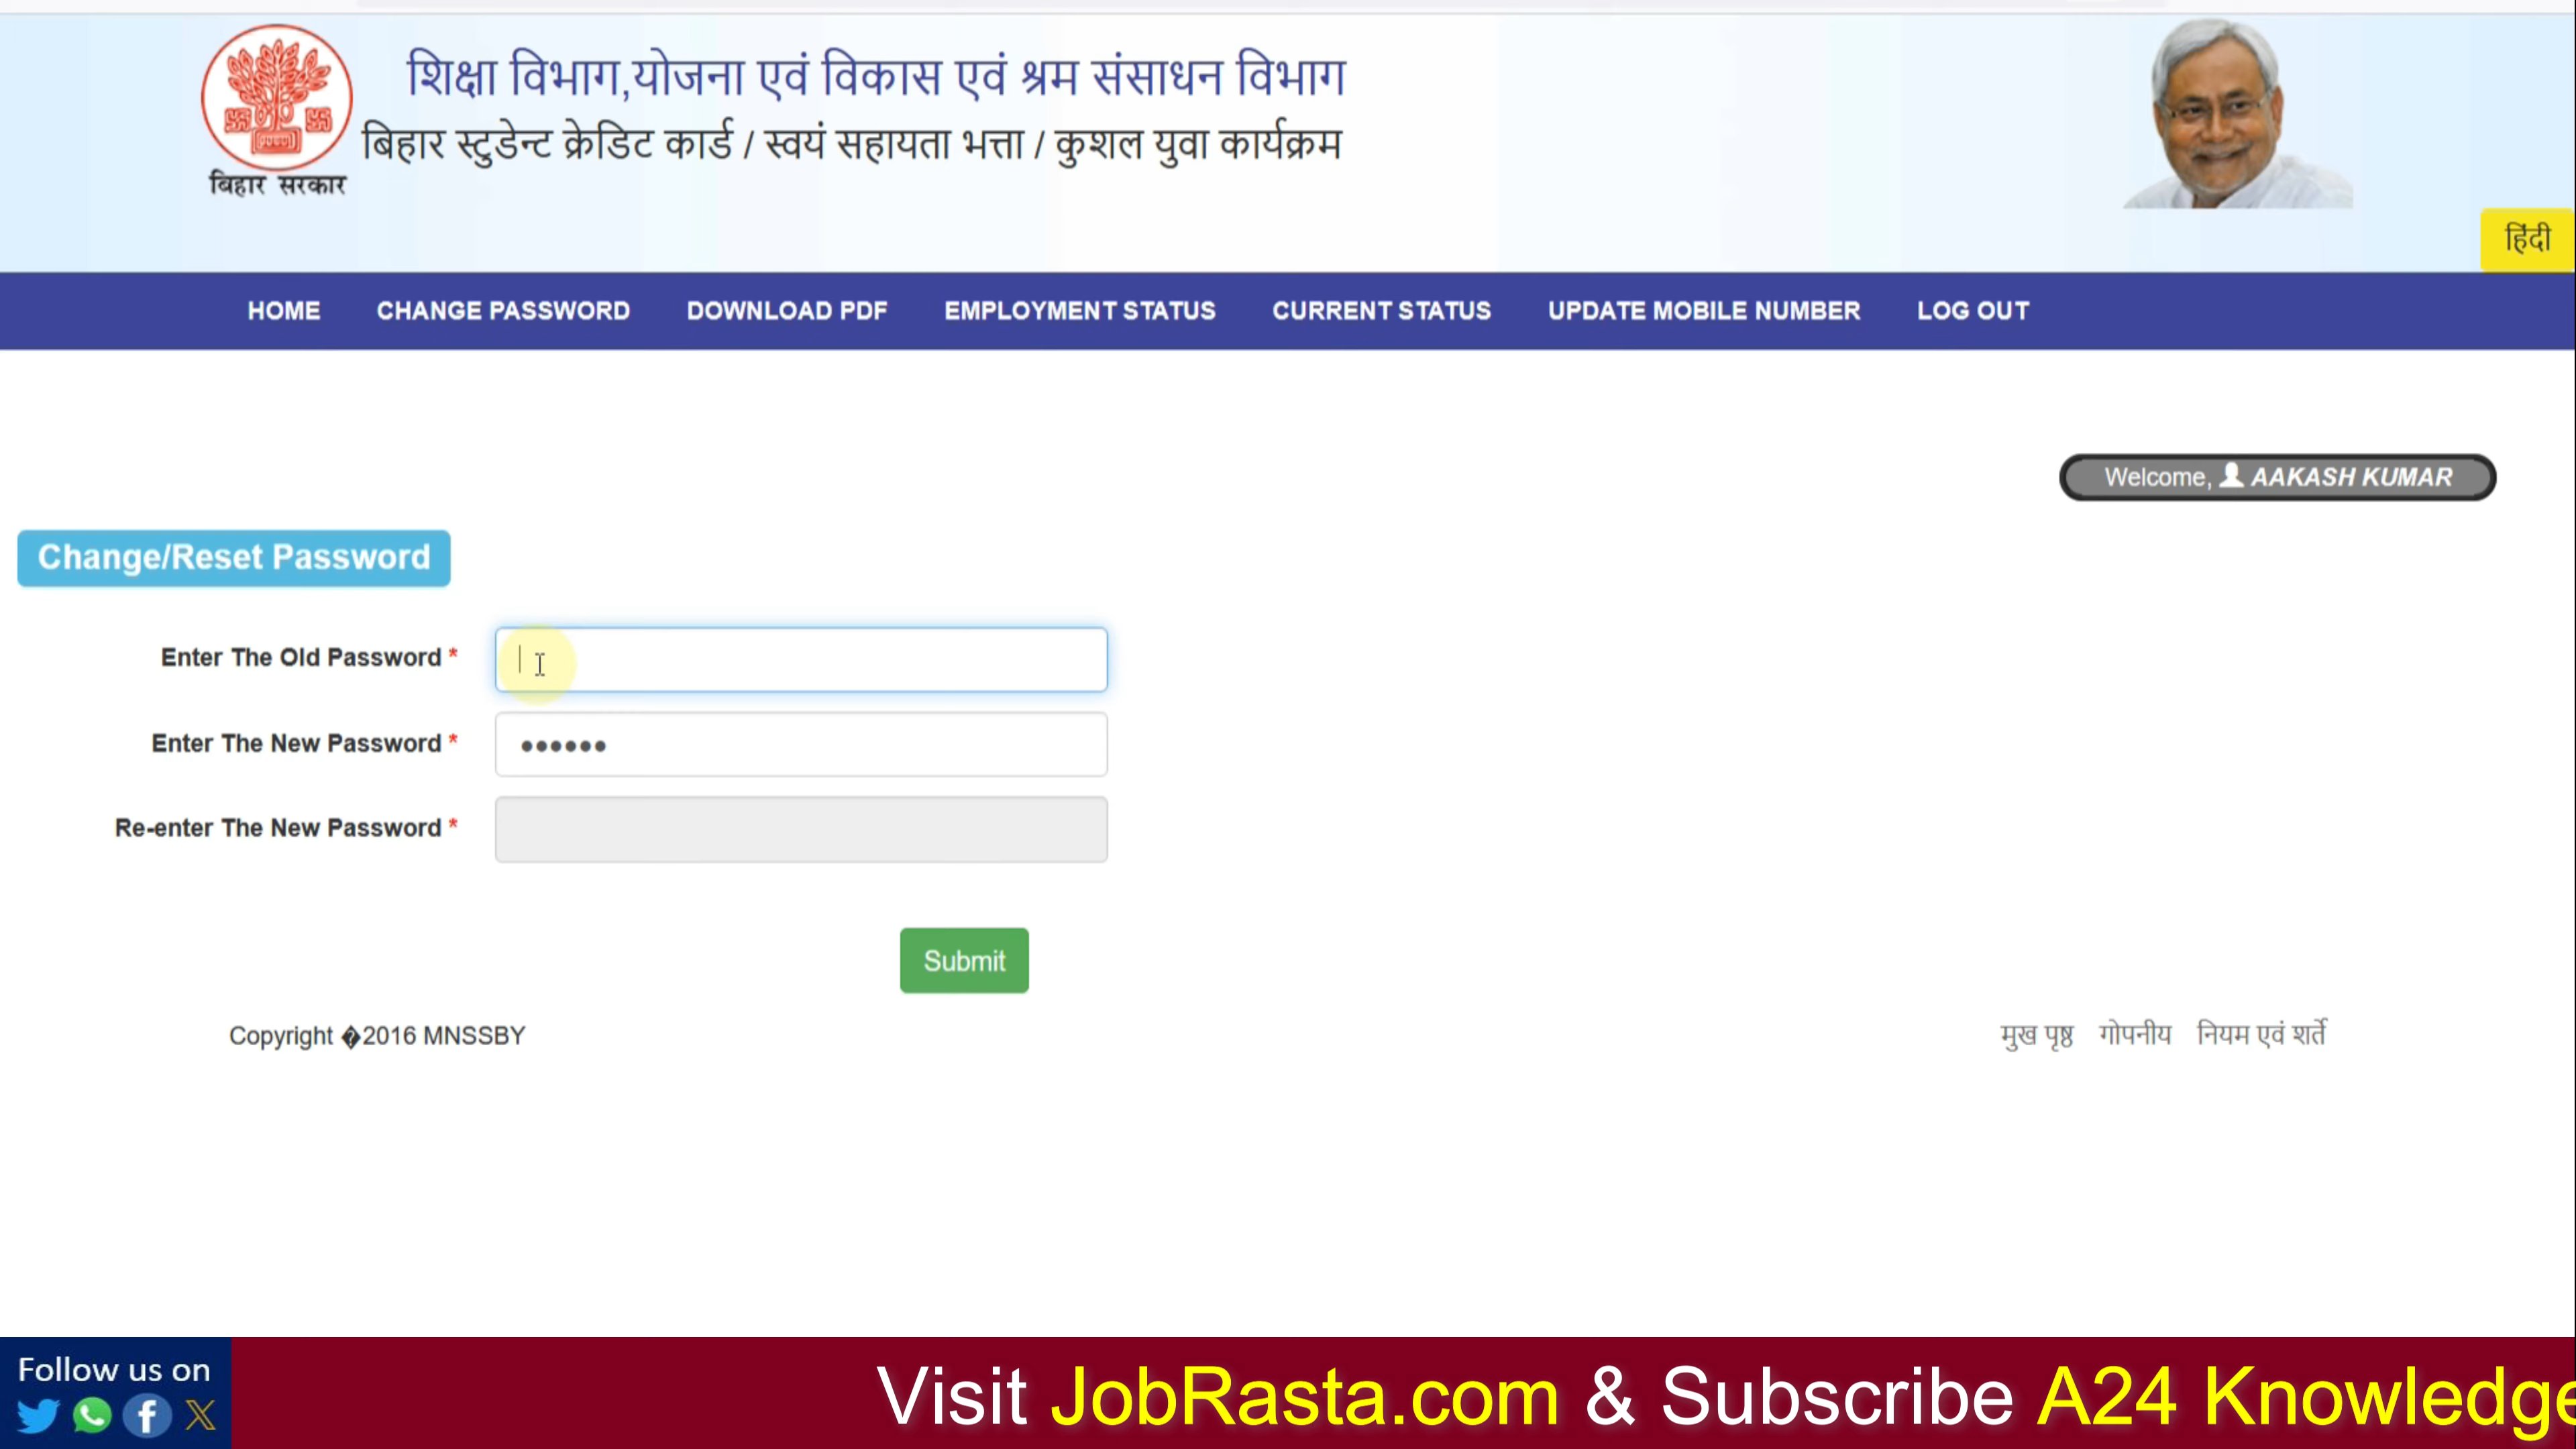 शिक्षा विभाग,योजना एवं विकास एवं श्रम संसाधन विभाग
बिहार स्टुडेन्ट क्रेडिट कार्ड / स्वयं सहायता भत्ता / कुशल युवा कार्यक्रम
बिहार सरकार
हिंदी
HOME CHANGE PASSWORD DOWNLOAD PDF EMPLOYMENT STATUS CURRENT STATUS UPDATE MOBILE NUMBER LOG OUT
Welcome, AAKASH KUMAR
Change/Reset Password
Enter The Old Password *
Enter The New Password * ••••••
Re-enter The New Password *
Submit
Copyright �2016 MNSSBY
मुख पृष्ठ गोपनीय नियम एवं शर्ते
Follow us on
Visit JobRasta.com & Subscribe A24 Knowledge